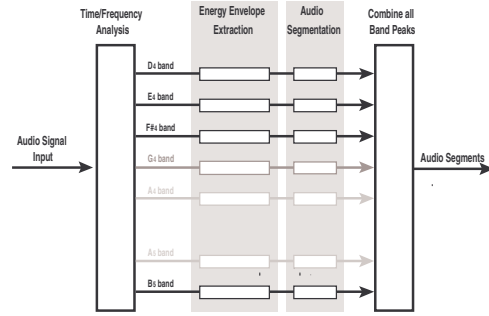 Time/Frequency
Analysis
Energy Envelope
Extraction
Audio
Segmentation
Combine all
Band Peaks
D4 band
E4 band
F#4 band
Audio Signal
Input
G4 band
Audio Segments
A4 band
A5 band
B5 band